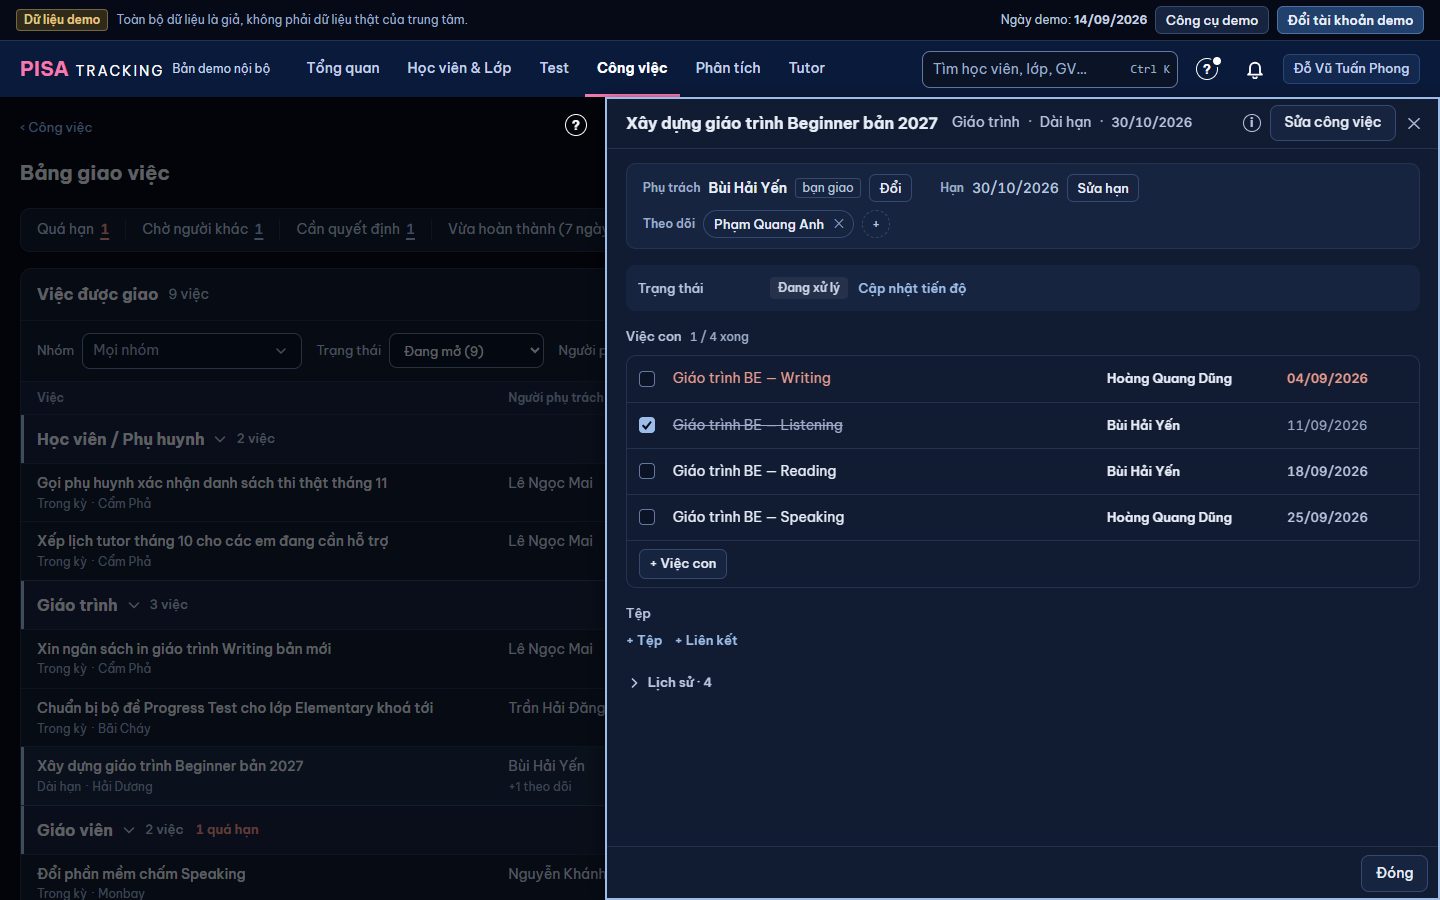 Dữ liệu demo Toàn bộ dữ liệu là giả, không phải dữ liệu thật của trung tâm. Ngày demo: 14/09/2026 Công cụ demo Đổi tài khoản demo
PISA TRACKING Bản demo nội bộ Tổng quan Học viên & Lớp Test Công việc Phân tích Tutor Tìm học viên, lớp, GV... Ctrl K ? Đỗ Vũ Tuấn Phong
‹ Công việc ?
Bảng giao việc
Quá hạn 1 Chờ người khác 1 Cần quyết định 1 Vừa hoàn thành (7 ngày
Việc được giao 9 việc
Nhóm Mọi nhóm Trạng thái Đang mở (9) Người p
Việc Người phụ trách
Học viên / Phụ huynh 2 việc
Gọi phụ huynh xác nhận danh sách thi thật tháng 11 Lê Ngọc Mai
Trong kỳ · Cẩm Phả
Xếp lịch tutor tháng 10 cho các em đang cần hỗ trợ Lê Ngọc Mai
Trong kỳ · Cẩm Phả
Giáo trình 3 việc
Xin ngân sách in giáo trình Writing bản mới Lê Ngọc Mai
Trong kỳ · Cẩm Phả
Chuẩn bị bộ đề Progress Test cho lớp Elementary khoá tới Trần Hải Đăng
Trong kỳ · Bãi Cháy
Xây dựng giáo trình Beginner bản 2027 Bùi Hải Yến
Dài hạn · Hải Dương +1 theo dõi
Giáo viên 2 việc 1 quá hạn
Đổi phần mềm chấm Speaking Nguyễn Khánh
Trong kỳ · Monbay
Xây dựng giáo trình Beginner bản 2027 Giáo trình · Dài hạn · 30/10/2026 Sửa công việc
Phụ trách Bùi Hải Yến bạn giao Đổi Hạn 30/10/2026 Sửa hạn
Theo dõi Phạm Quang Anh +
Trạng thái Đang xử lý Cập nhật tiến độ
Việc con 1 / 4 xong
Giáo trình BE — Writing Hoàng Quang Dũng 04/09/2026
Giáo trình BE — Listening Bùi Hải Yến 11/09/2026
Giáo trình BE — Reading Bùi Hải Yến 18/09/2026
Giáo trình BE — Speaking Hoàng Quang Dũng 25/09/2026
+ Việc con
Tệp
+ Tệp + Liên kết
Lịch sử · 4
Đóng